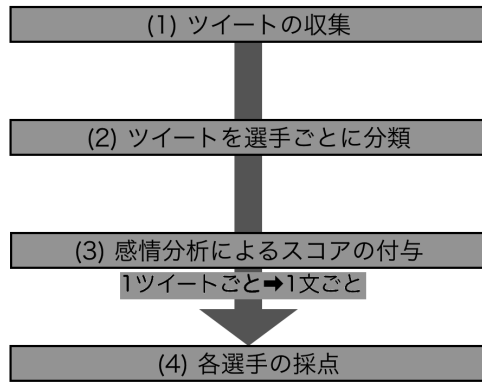 (1) ツイートの収集
(2) ツイートを選手ごとに分類
(3) 感情分析によるスコアの付与
1ツイートごと➡1文ごと
(4) 各選手の採点